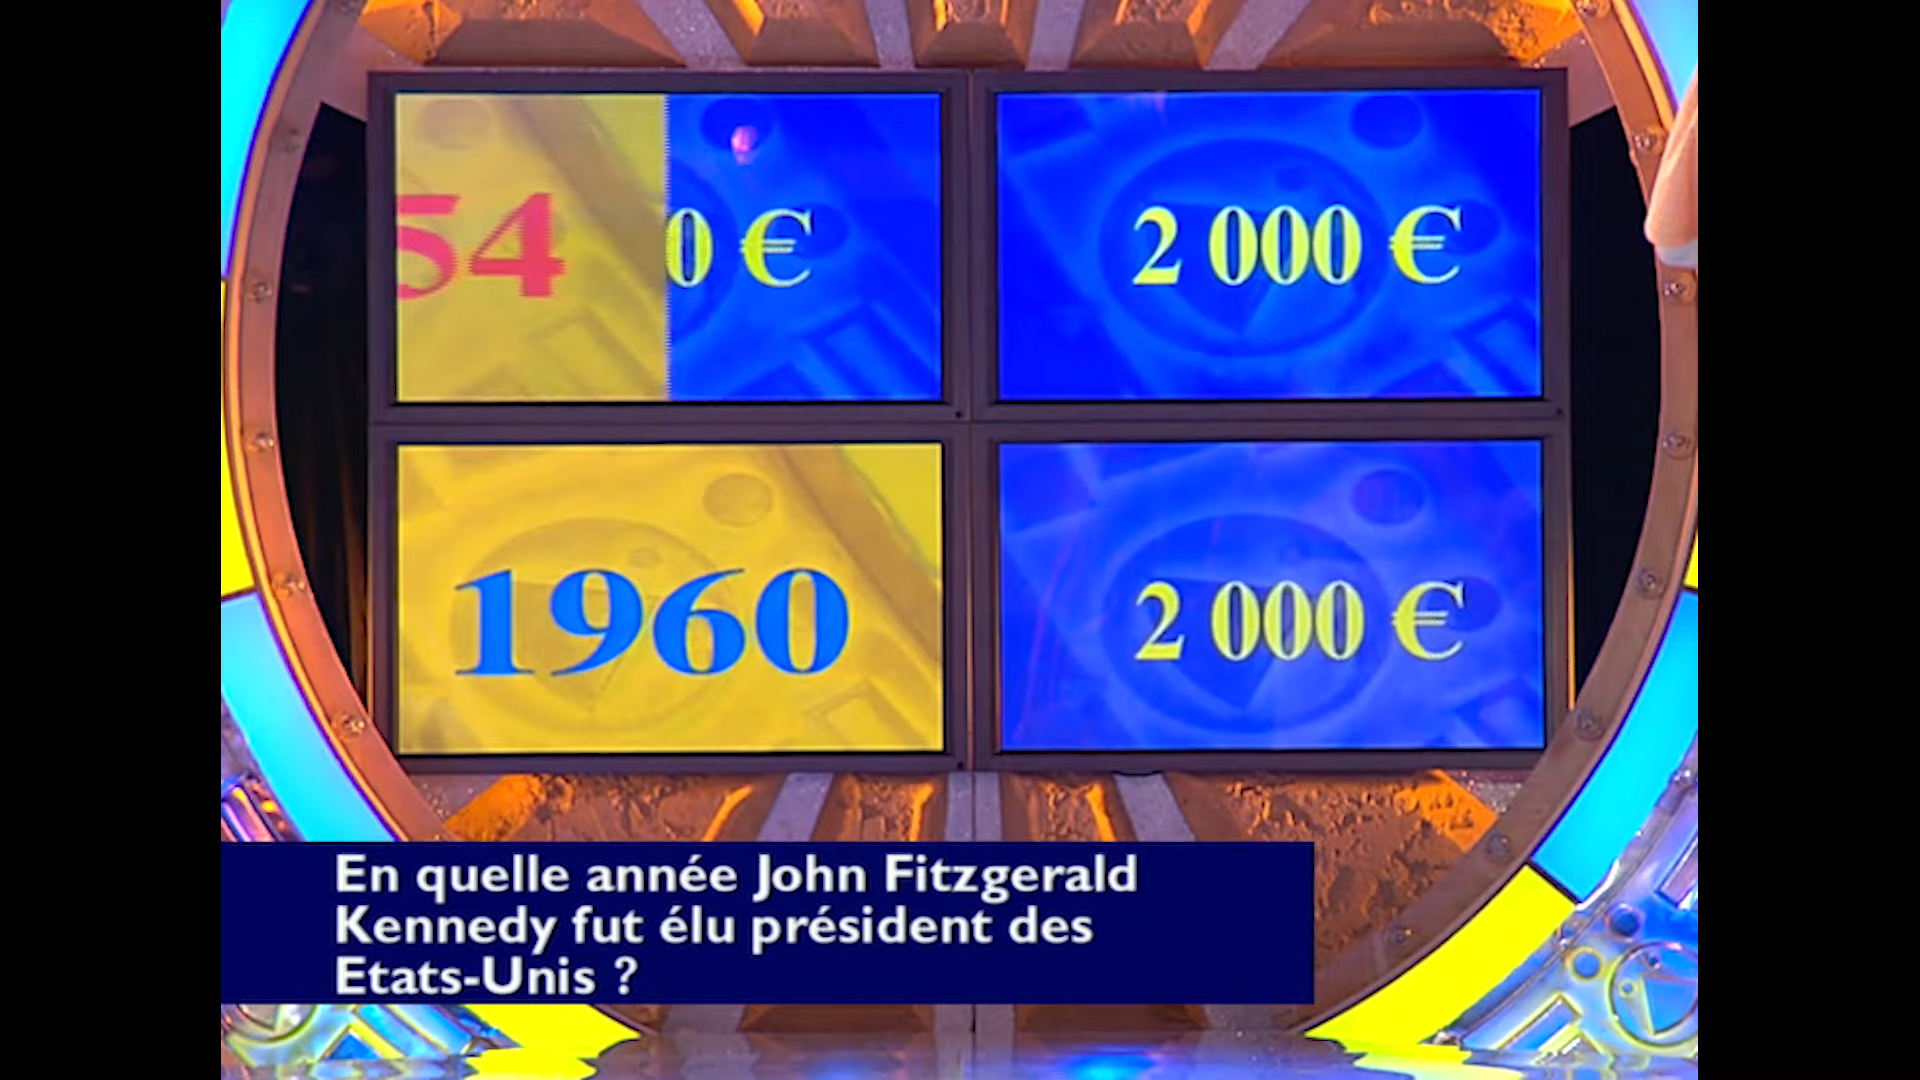 54
0 €
2 000 €
1960
2 000 €
En quelle année John Fitzgerald
Kennedy fut élu président des
Etats-Unis ?